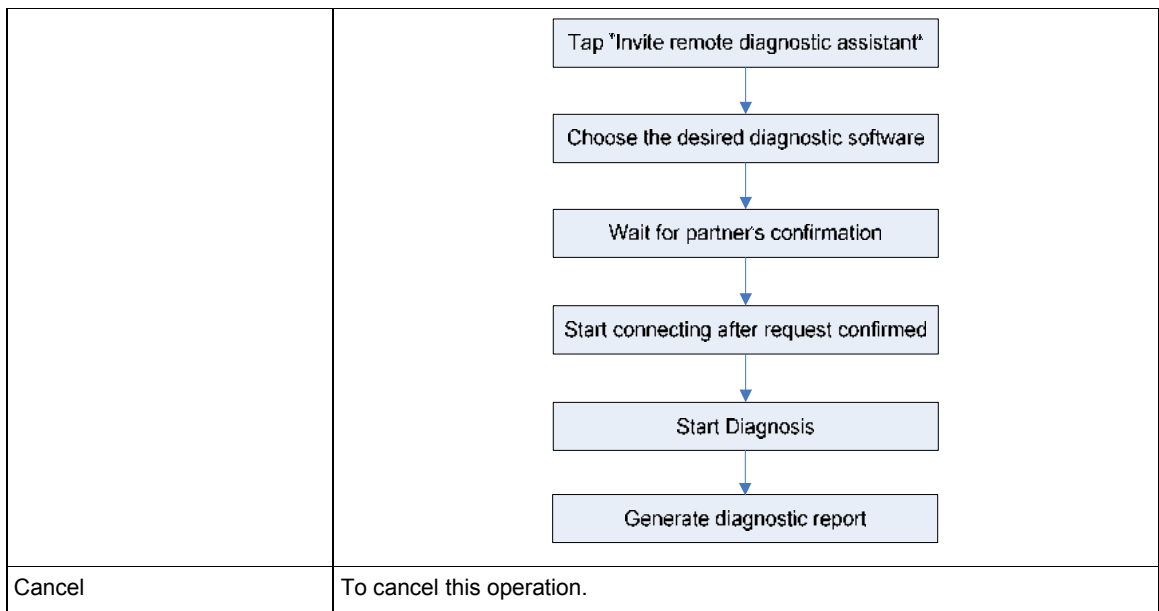 Tap "Invite remote diagnostic assistant"
Choose the desired diagnostic software
Wait for partner's confirmation
Start connecting after request confirmed
Start Diagnosis
Generate diagnostic report
Cancel
To cancel this operation.